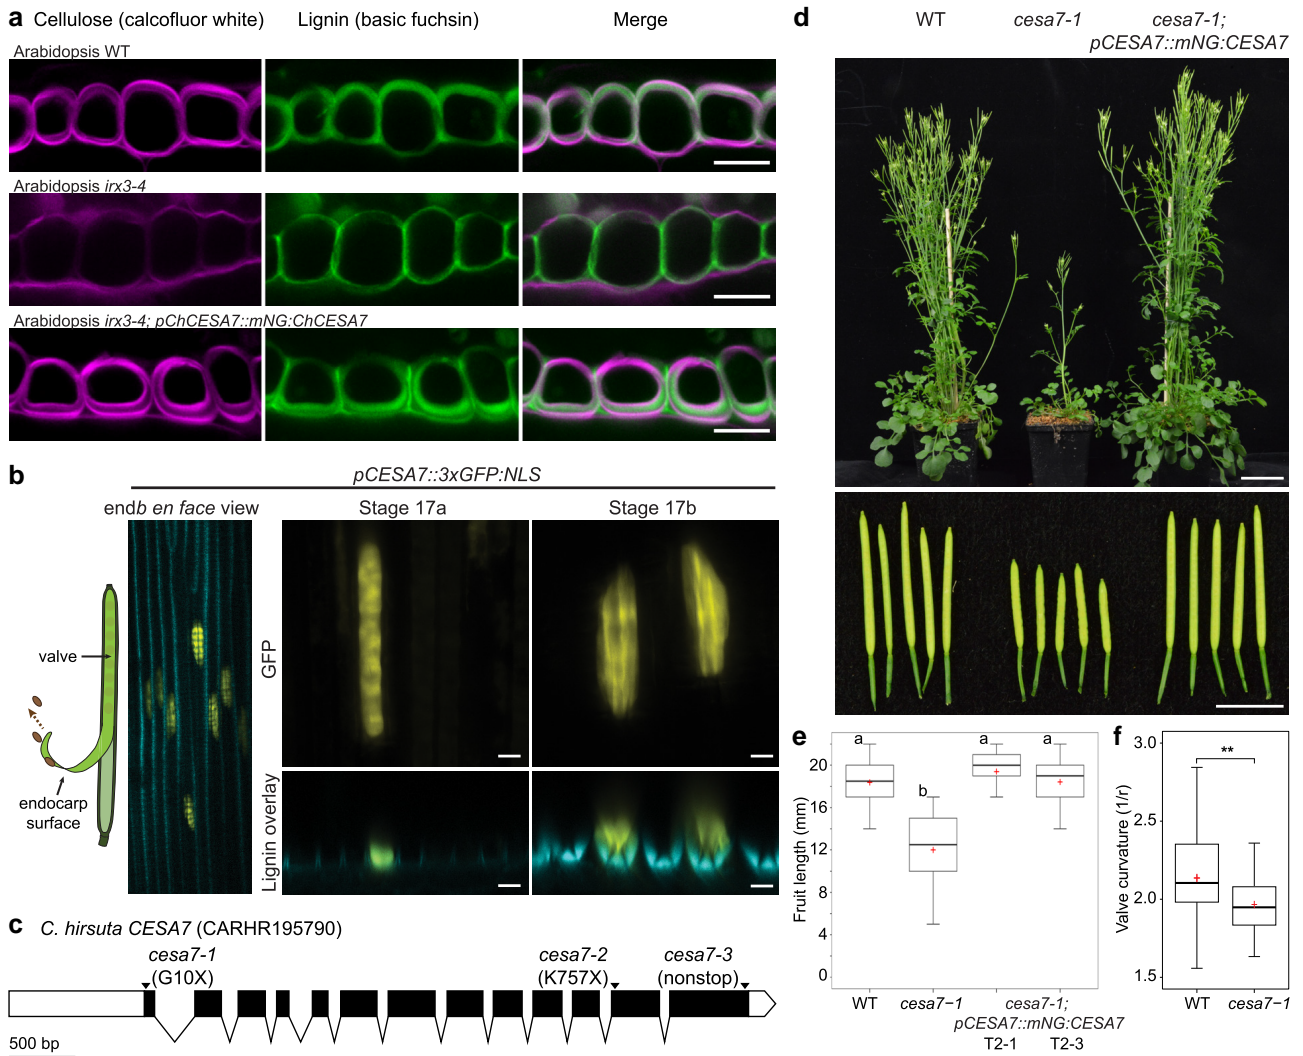 a Cellulose (calcofluor white) Lignin (basic fuchsin) Merge
Arabidopsis WT
Arabidopsis irx3-4
Arabidopsis irx3-4; pChCESA7::mNG:ChCESA7
b pCESA7::3xGFP:NLS
endb en face view Stage 17a Stage 17b
valve
endocarp
surface
GFP
Lignin overlay
c C. hirsuta CESA7 (CARHR195790)
cesa7-1 cesa7-2 cesa7-3
(G10X) (K757X) (nonstop)
500 bp
d WT cesa7-1 cesa7-1;
pCESA7::mNG:CESA7
e
Fruit length (mm)
20
16
12
8
4
0
a b a a
WT cesa7-1 cesa7-1;
pCESA7::mNG:CESA7
T2-1 T2-3
f
Valve curvature (1/r)
3.0
2.5
2.0
1.5
**
WT cesa7-1